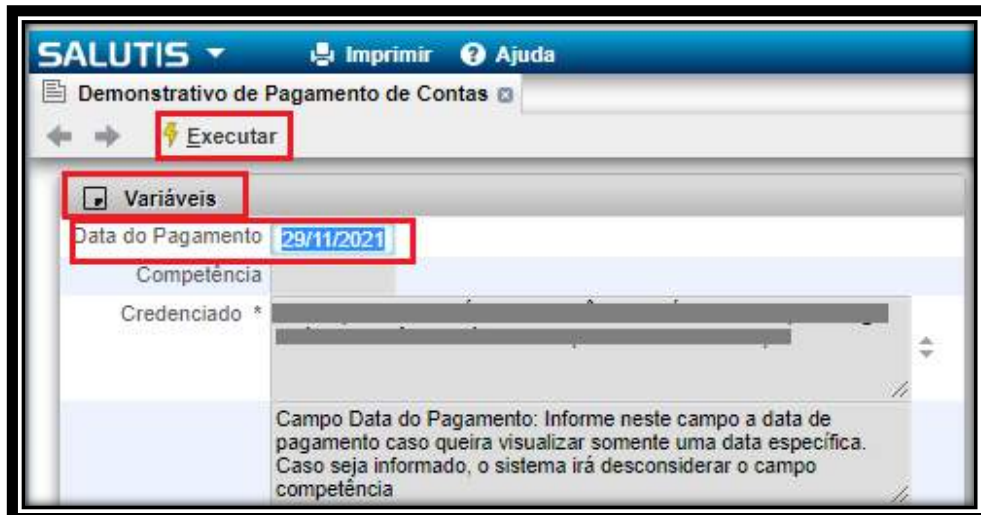 SALUTIS Imprimir Ajuda
Demonstrativo de Pagamento de Contas
Executar
Variáveis
Data do Pagamento 29/11/2021
Competência
Credenciado *
Campo Data do Pagamento: Informe neste campo a data de
pagamento caso queira visualizar somente uma data específica.
Caso seja informado, o sistema irá desconsiderar o campo
competência